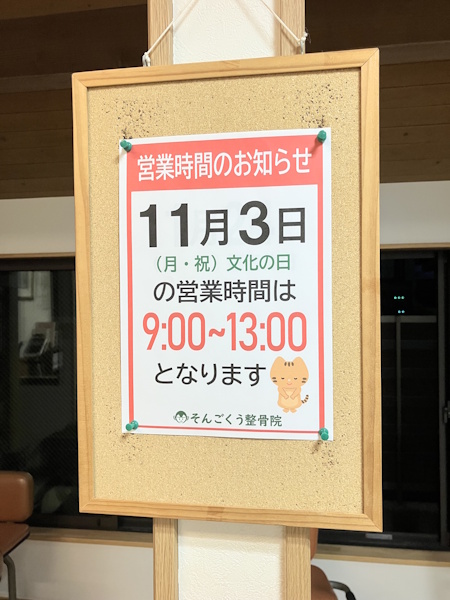 営業時間のお知らせ
11月3日
（月・祝）文化の日
の営業時間は
9:00~13:00
となります
そんごくう整骨院